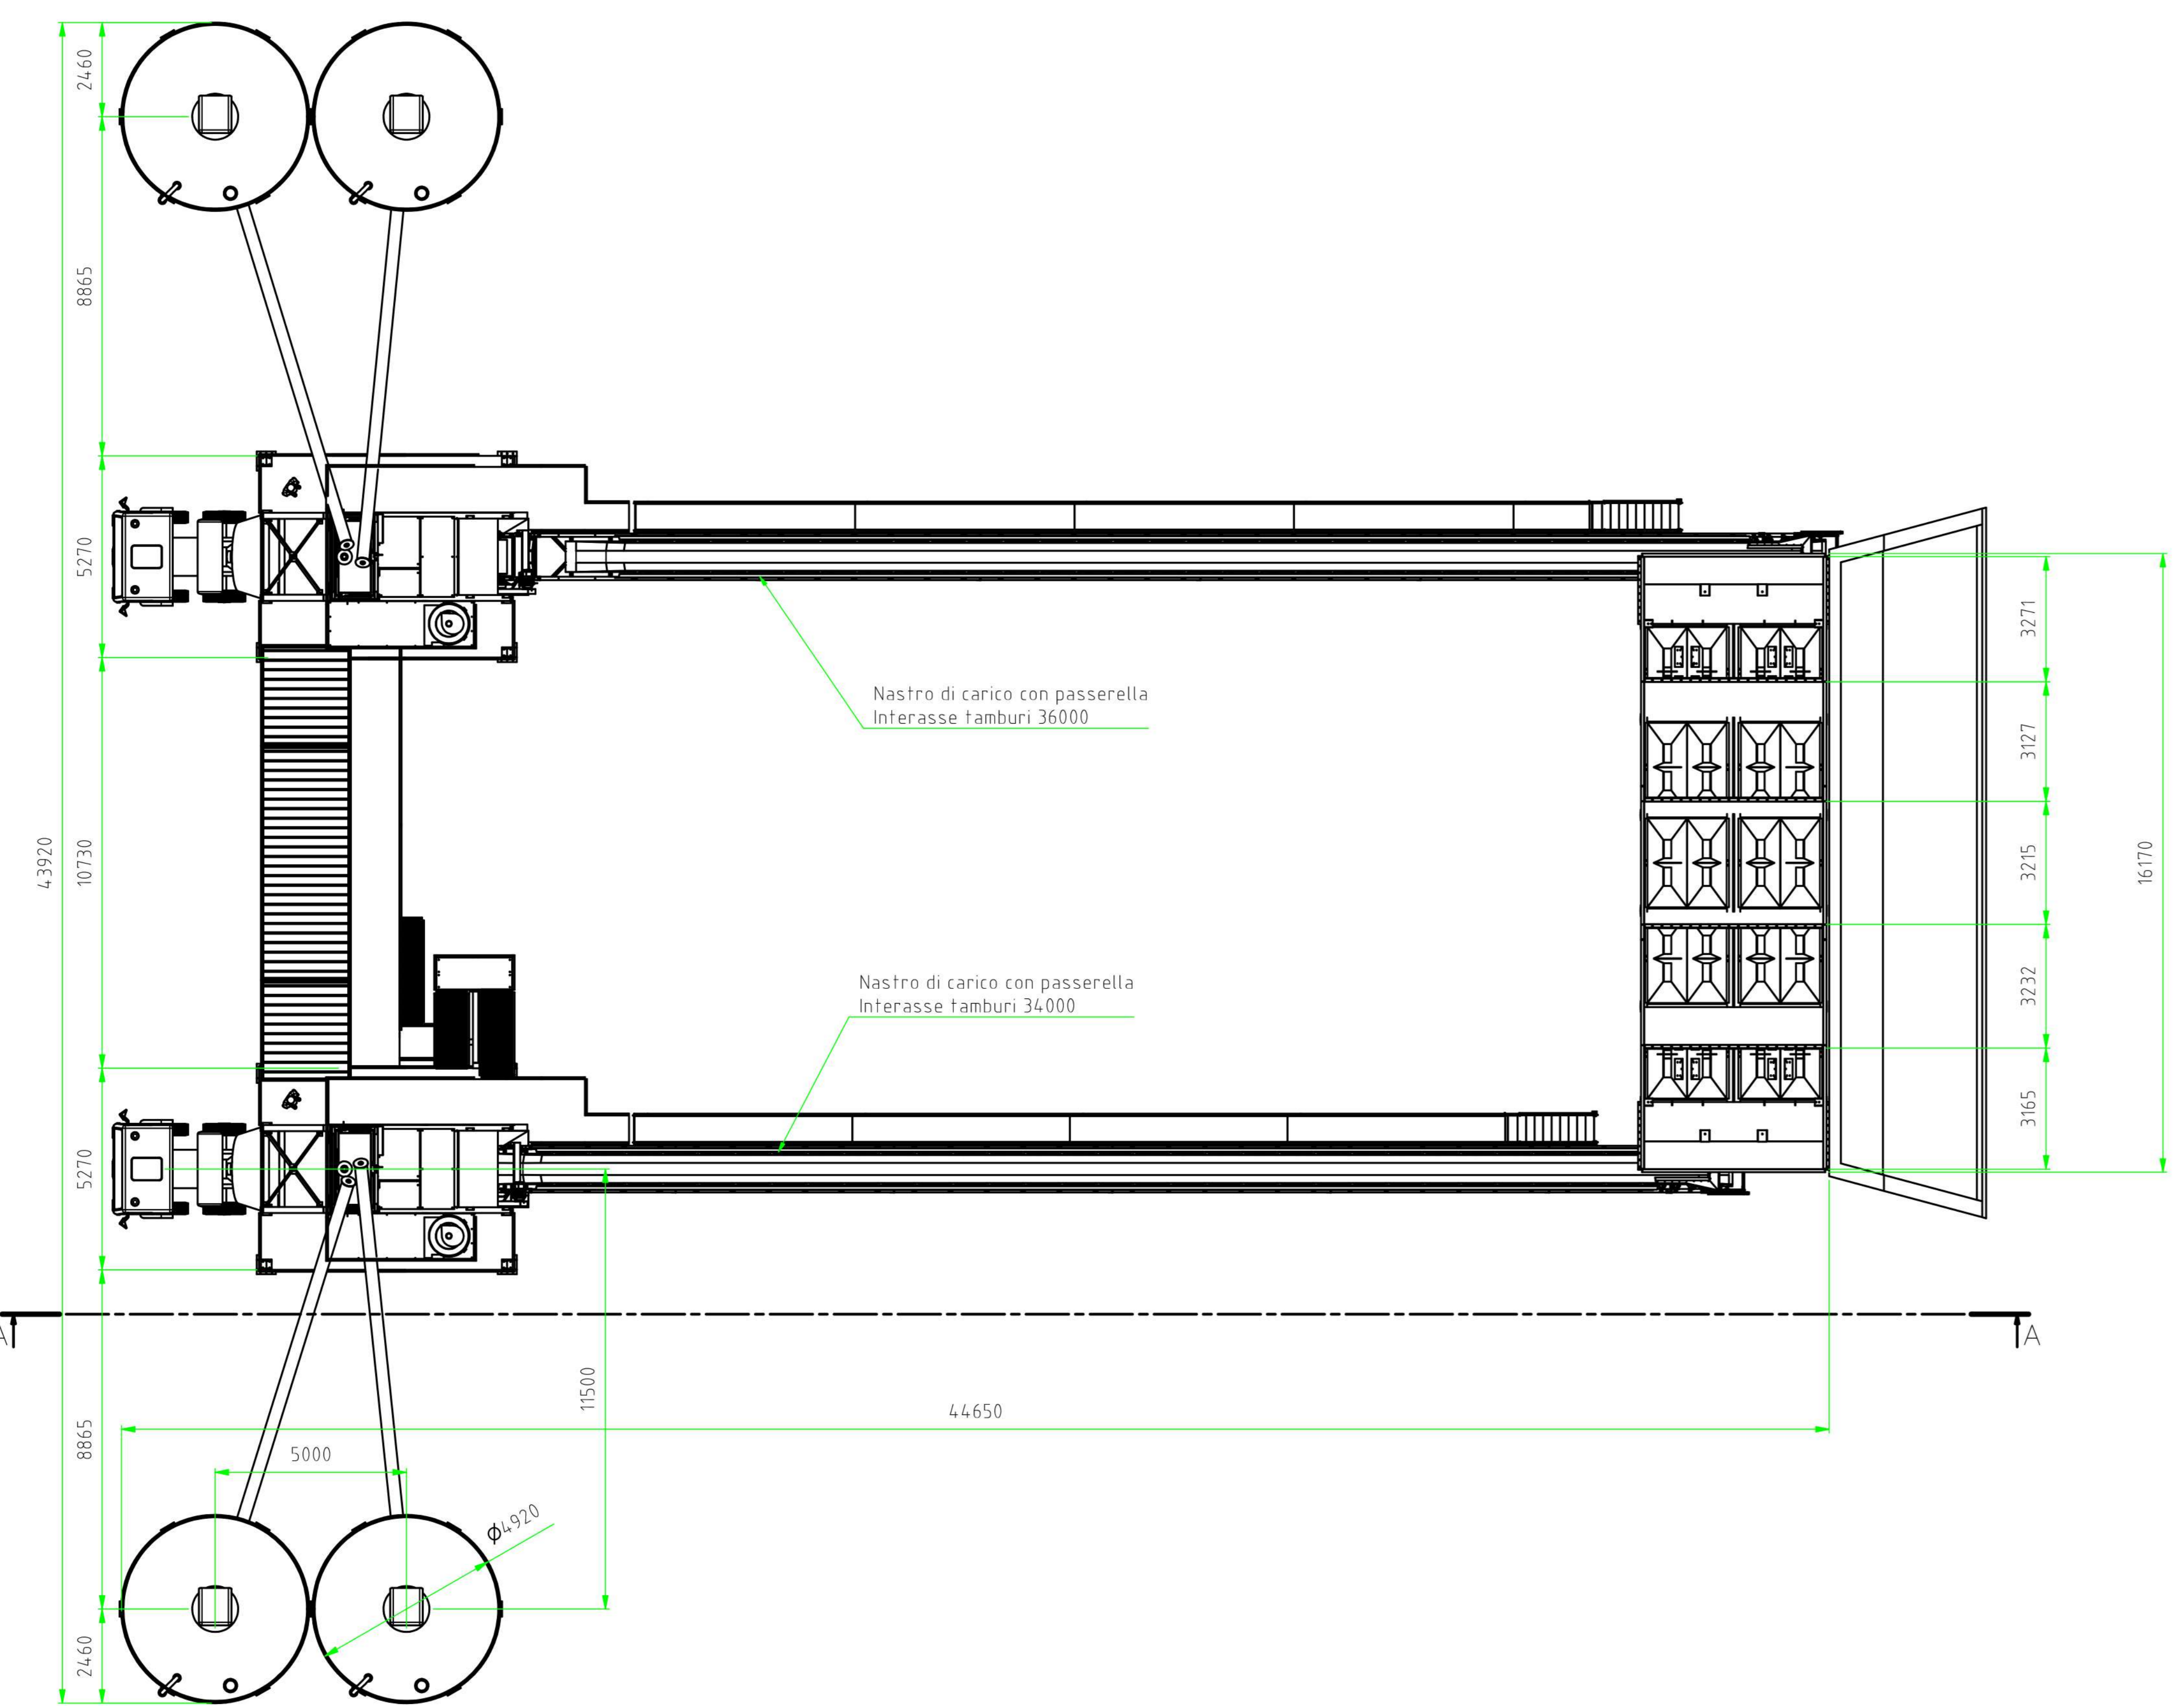 2460
8865
5270
43920
10730
5270
8865
2460
Nastro di carico con passerella
Interasse tamburi 36000
Nastro di carico con passerella
Interasse tamburi 34000
3271
3127
3215
3232
3165
16170
A
A
11500
44650
5000
Φ4920